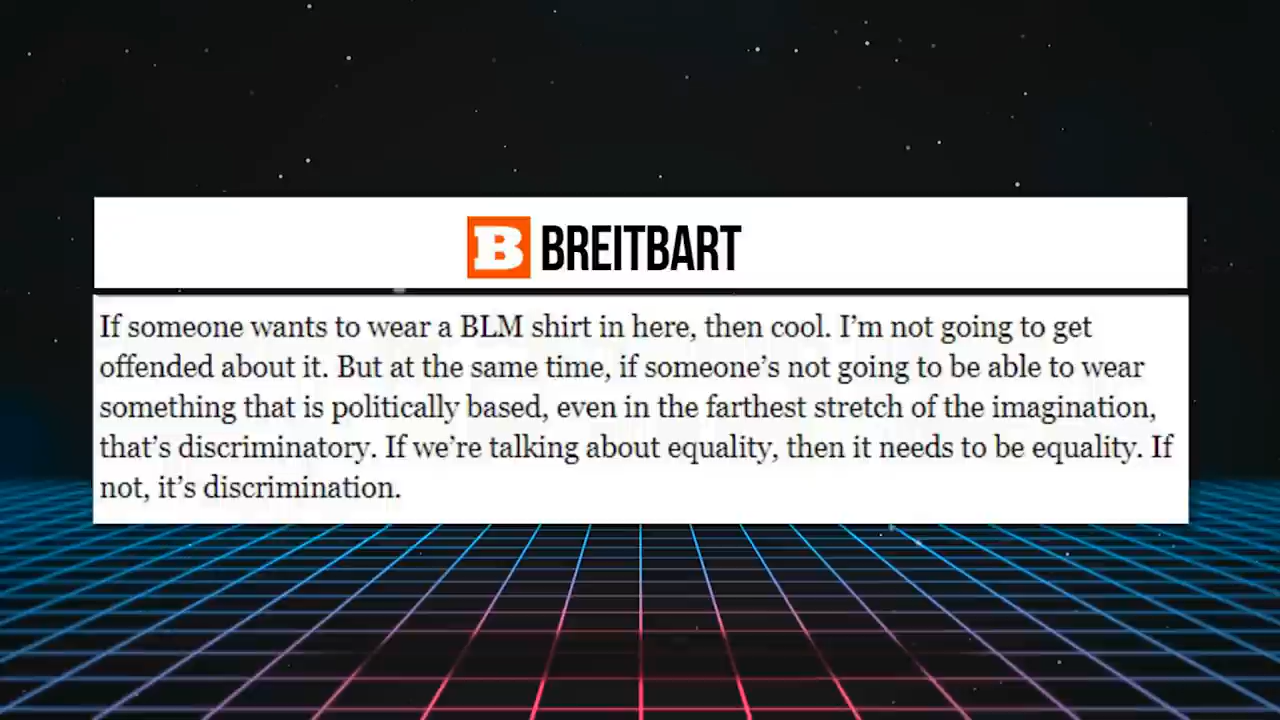 B BREITBART
If someone wants to wear a BLM shirt in here, then cool. I’m not going to get
offended about it. But at the same time, if someone’s not going to be able to wear
something that is politically based, even in the farthest stretch of the imagination,
that’s discriminatory. If we’re talking about equality, then it needs to be equality. If
not, it’s discrimination.